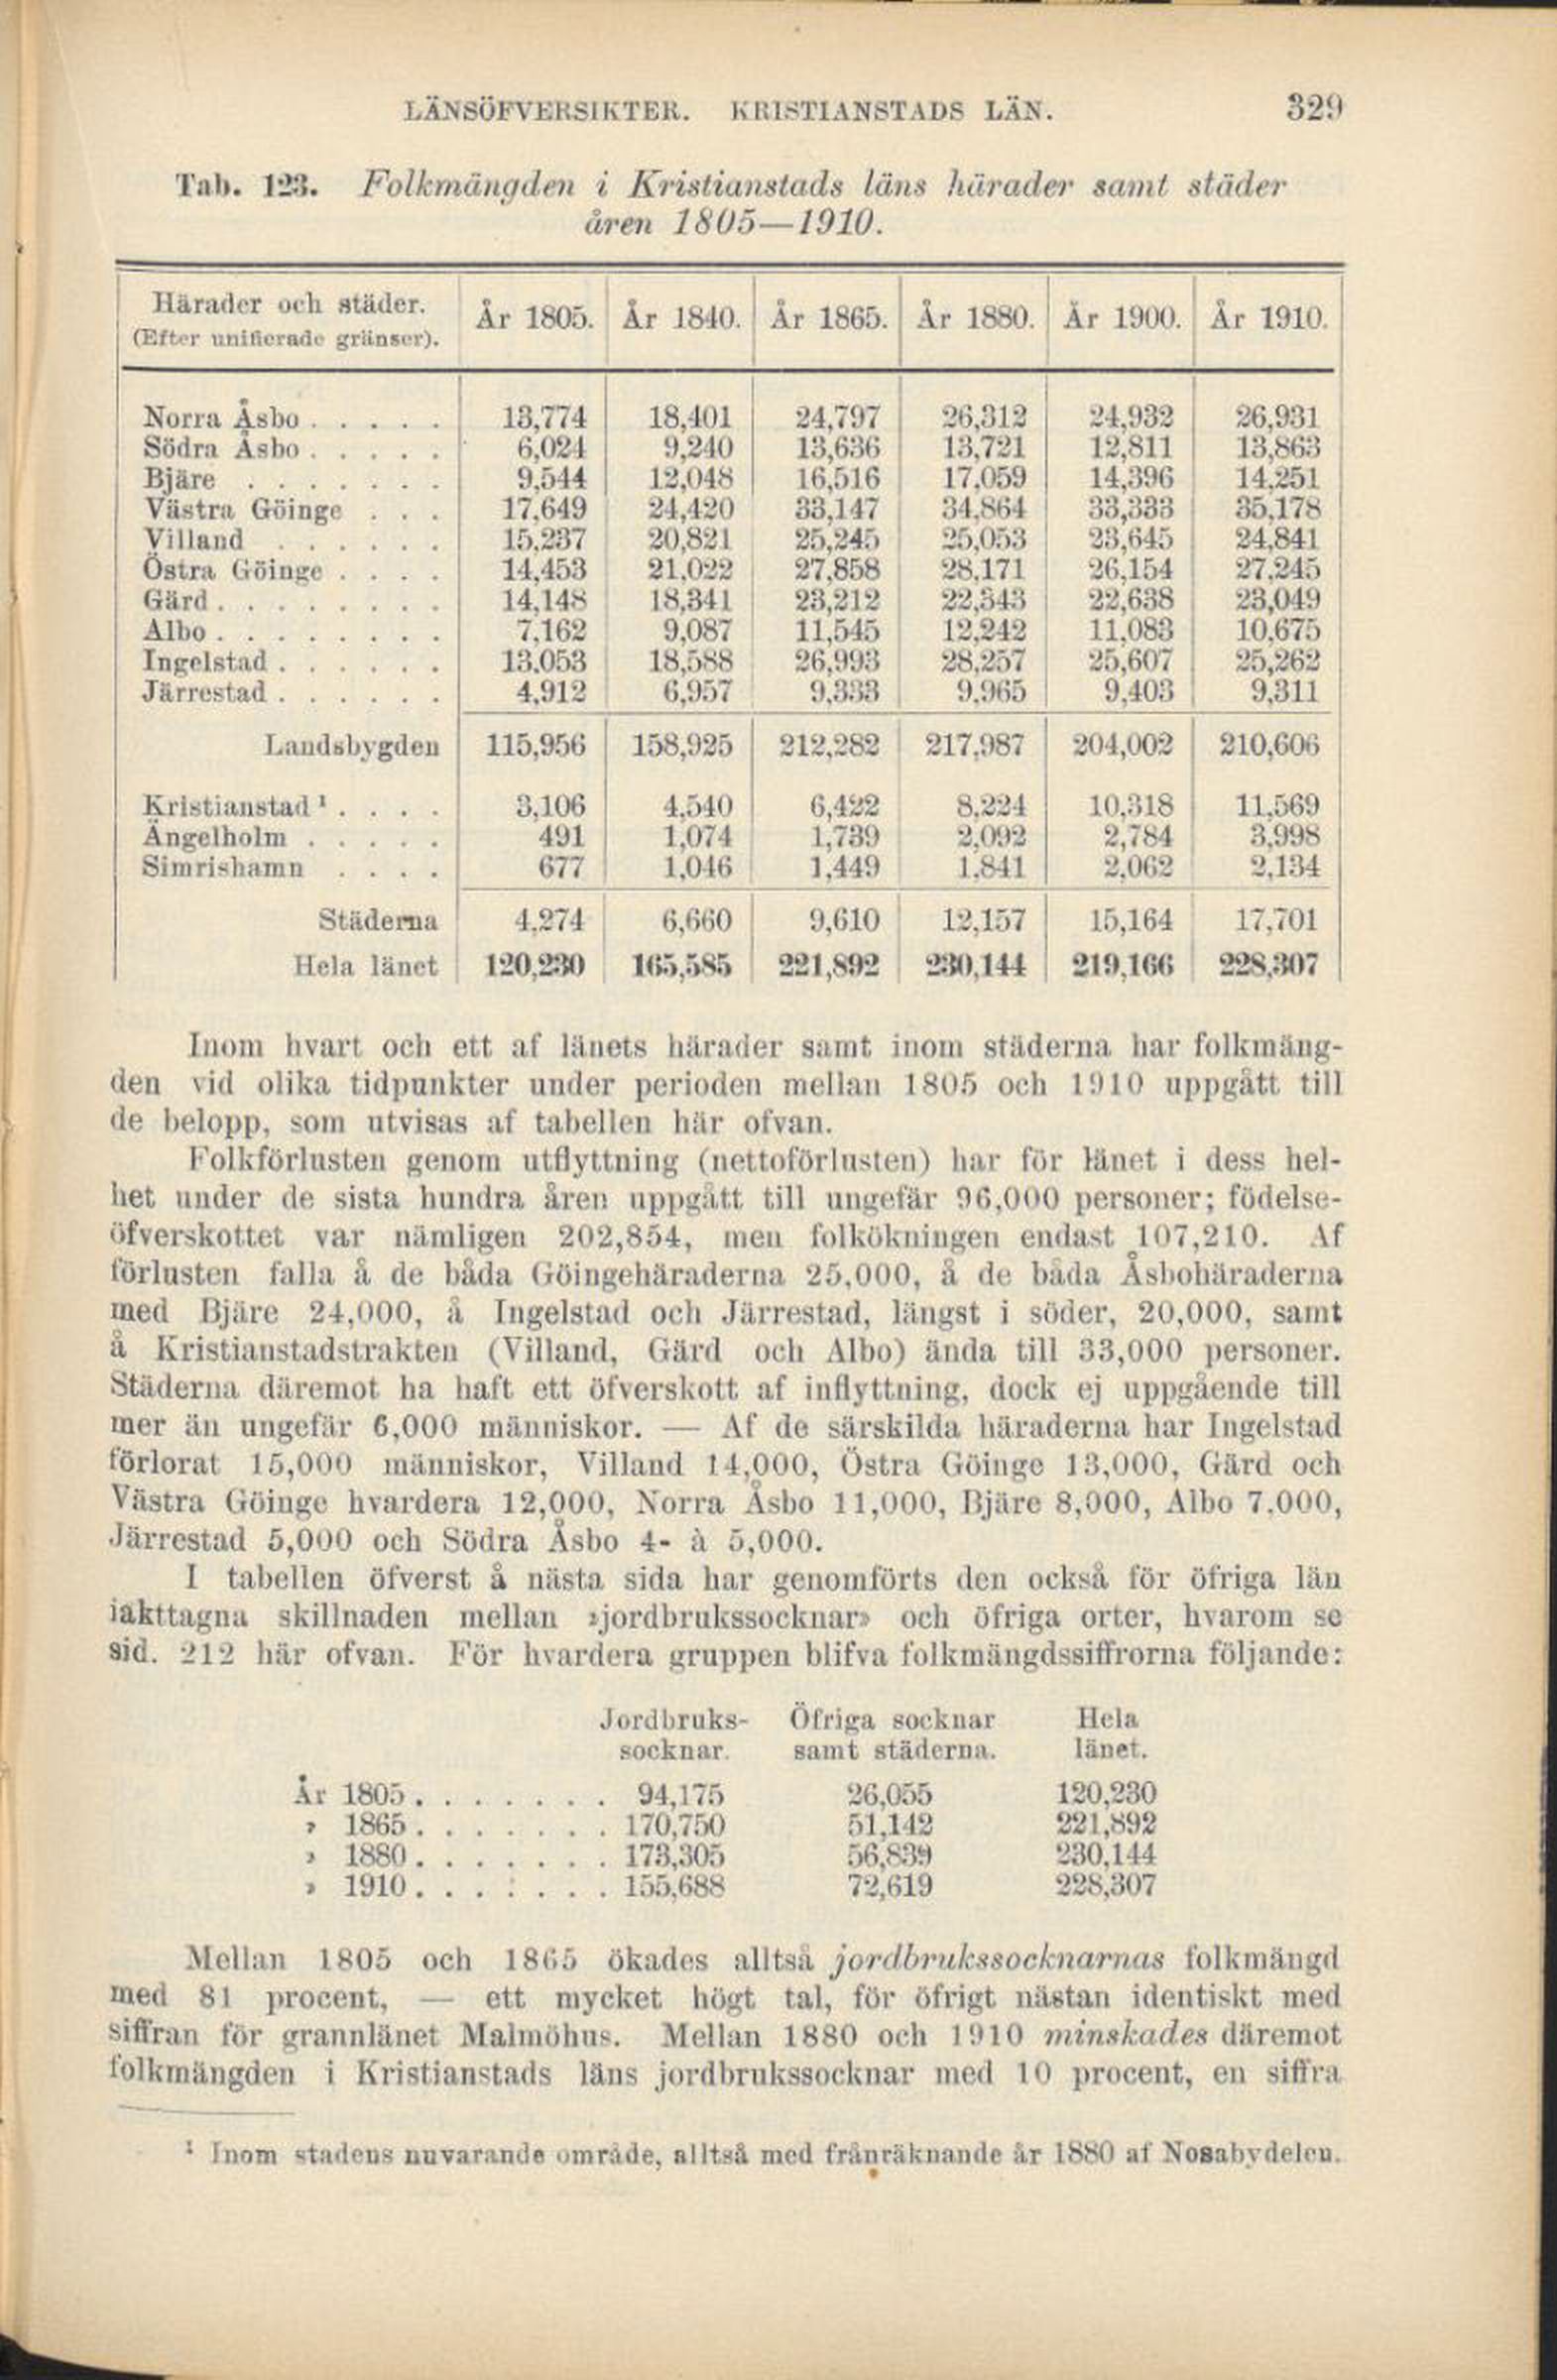 LÄNSÖFVERSIKTER. KRISTIANSTADS LÄN. 329
Tab. 123. Folkmängden i Kristianstads läns härader samt städer
åren 1805—1910.
Härader och städer. År 1805. År 1840. År 1865. År 1880. År 1900. År 1910.
(Efter unifierade gränser).
Norra Åsbo . . . . . 13,774 18,401 24,797 26,312 24,932 26,931
Södra Åsbo . . . . . 6,024 9,240 13,636 13,721 12,811 13,863
Bjäre . . . . . . . 9,544 12,048 16,516 17,059 14,396 14,251
Västra Göinge . . . 17,649 24,420 33,147 34,864 33,333 35,178
Villand . . . . . . 15,237 20,821 25,245 25,053 23,645 24,841
Östra Göinge . . . . 14,453 21,022 27,858 28,171 26,154 27,245
Gärd . . . . . . . . 14,148 18,341 23,212 22,343 22,638 23,049
Albo . . . . . . . . 7,162 9,087 11,545 12,242 11,083 10,675
Ingelstad . . . . . . 13,053 18,588 26,993 28,257 25,607 25,262
Järrestad . . . . . . 4,912 6,957 9,333 9,965 9,403 9,311
Landsbygden 115,956 158,925 212,282 217,987 204,002 210,606
Kristianstad ¹ . . . . 3,106 4,540 6,422 8,224 10,318 11,569
Ängelholm . . . . . 491 1,074 1,739 2,092 2,784 3,998
Simrishamn . . . . 677 1,046 1,449 1,841 2,062 2,134
Städerna 4,274 6,660 9,610 12,157 15,164 17,701
Hela länet 120,230 165,585 221,892 230,144 219,166 228,307
Inom hvart och ett af länets härader samt inom städerna har folkmäng-
den vid olika tidpunkter under perioden mellan 1805 och 1910 uppgått till
de belopp, som utvisas af tabellen här ofvan.
Folkförlusten genom utflyttning (nettoförlusten) har för länet i dess hel-
het under de sista hundra åren uppgått till ungefär 96,000 personer; födelse-
öfverskottet var nämligen 202,854, men folkökningen endast 107,210. Af
förlusten falla å de båda Göingehäraderna 25,000, å de båda Åsbohäraderna
med Bjäre 24,000, å Ingelstad och Järrestad, längst i söder, 20,000, samt
å Kristianstadstrakten (Villand, Gärd och Albo) ända till 33,000 personer.
Städerna däremot ha haft ett öfverskott af inflyttning, dock ej uppgående till
mer än ungefär 6,000 människor. — Af de särskilda häraderna har Ingelstad
förlorat 15,000 människor, Villand 14,000, Östra Göinge 13,000, Gärd och
Västra Göinge hvardera 12,000, Norra Åsbo 11,000, Bjäre 8,000, Albo 7,000,
Järrestad 5,000 och Södra Åsbo 4- à 5,000.
I tabellen öfverst å nästa sida har genomförts den också för öfriga län
iakttagna skillnaden mellan »jordbrukssocknar» och öfriga orter, hvarom se
sid. 212 här ofvan. För hvardera gruppen blifva folkmängdssiffrorna följande:
Jordbruks- Öfriga socknar Hela
socknar. samt städerna. länet.
År 1805 . . . . . . . 94,175 26,055 120,230
» 1865 . . . . . . . 170,750 51,142 221,892
» 1880 . . . . . . . 173,305 56,839 230,144
» 1910 . . . . . . . 155,688 72,619 228,307
Mellan 1805 och 1865 ökades alltså jordbrukssocknarnas folkmängd
med 81 procent, — ett mycket högt tal, för öfrigt nästan identiskt med
siffran för grannlänet Malmöhus. Mellan 1880 och 1910 minskades däremot
folkmängden i Kristianstads läns jordbrukssocknar med 10 procent, en siffra
¹ Inom stadens nuvarande område, alltså med frånräknande år 1880 af Nosabydelen.